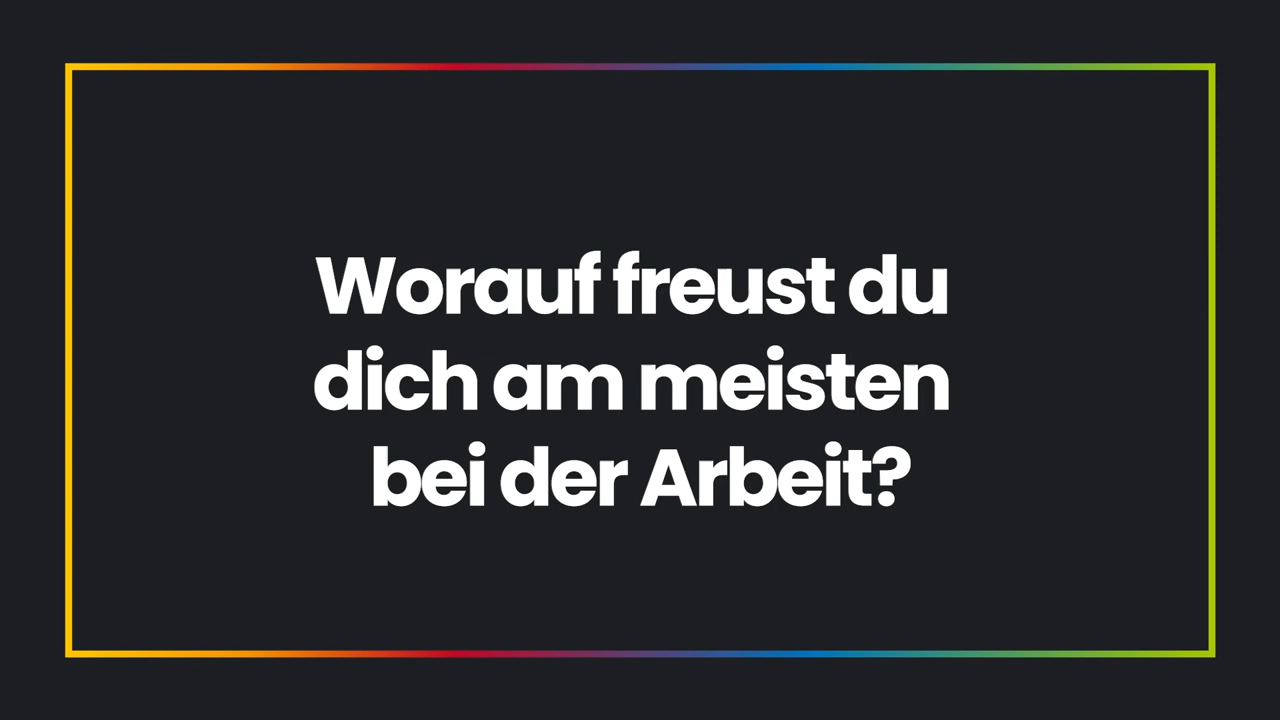 Worauf freust du
dich am meisten
bei der Arbeit?